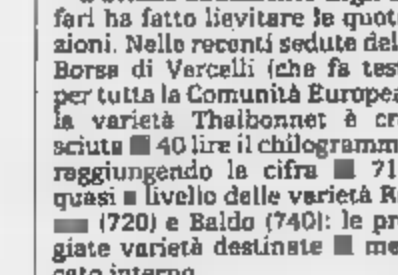 fari ha fatto lievitare le quot
zioni. Nelle recenti sedute del
Borsa di Vercelli (che fa tes
per tutta la Comunità Europea
la varietà Thaibonnet è cr
sciuta 40 lire il chilogramm
raggiungendo la cifra 71
quasi livello delle varietà R
(720) e Baldo (740): le pr
giate varietà destinate me
cato interno